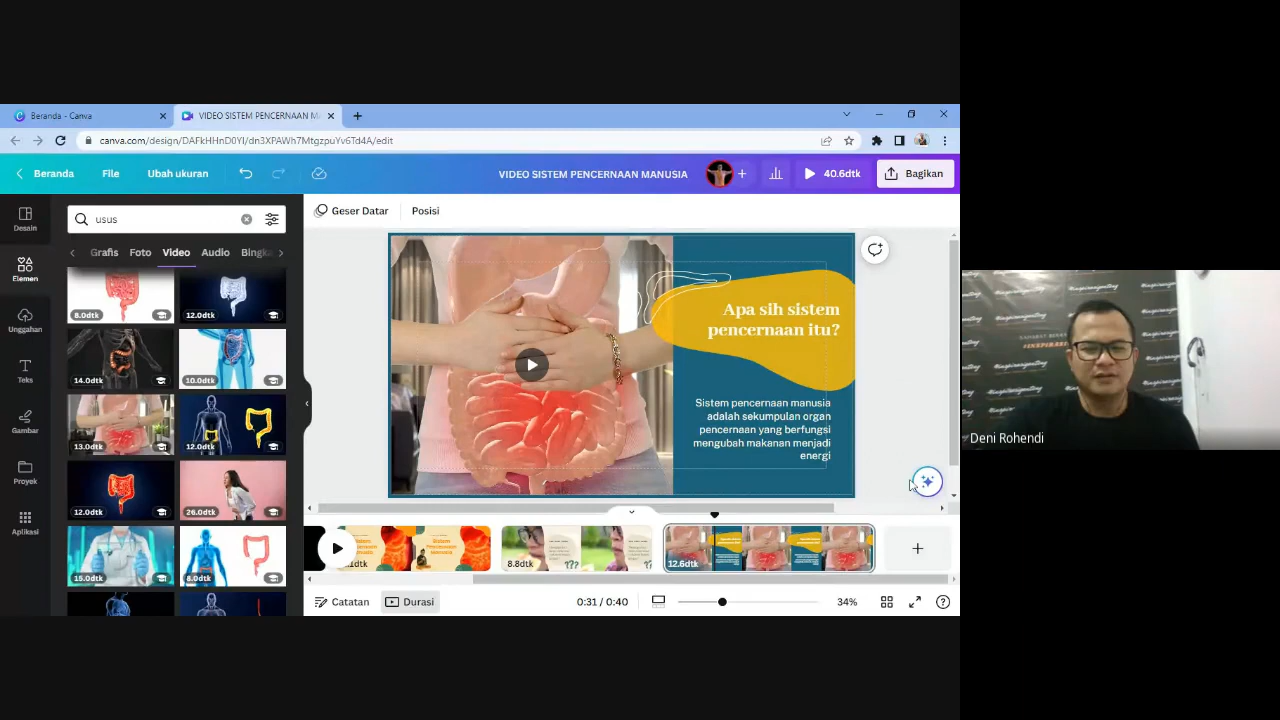 Beranda - Canva
VIDEO SISTEM PENCERNAAN M
canva.com/design/DAFkHHnD0YI/dn3XPAWh7MtgzpuYv6Td4A/edit
Beranda
File
Ubah ukuran
VIDEO SISTEM PENCERNAAN MANUSIA
40.6dtk
Bagikan
Desain
Elemen
Unggahan
Teks
Gambar
Proyek
Aplikasi
usus
Grafis
Foto
Video
Audio
Bingk
8.0dtk
12.0dtk
14.0dtk
10.0dtk
13.0dtk
12.0dtk
12.0dtk
26.0dtk
15.0dtk
8.0dtk
Geser Datar
Posisi
Apa sih sistem
pencernaan itu?
Sistem pencernaan manusia
adalah sekumpulan organ
pencernaan yang berfungsi
mengubah makanan menjadi
energi
Sistem
Pencernaan
8.8dtk
???
12.6dtk
Catatan
Durasi
0:31 / 0:40
34%
Deni Rohendi